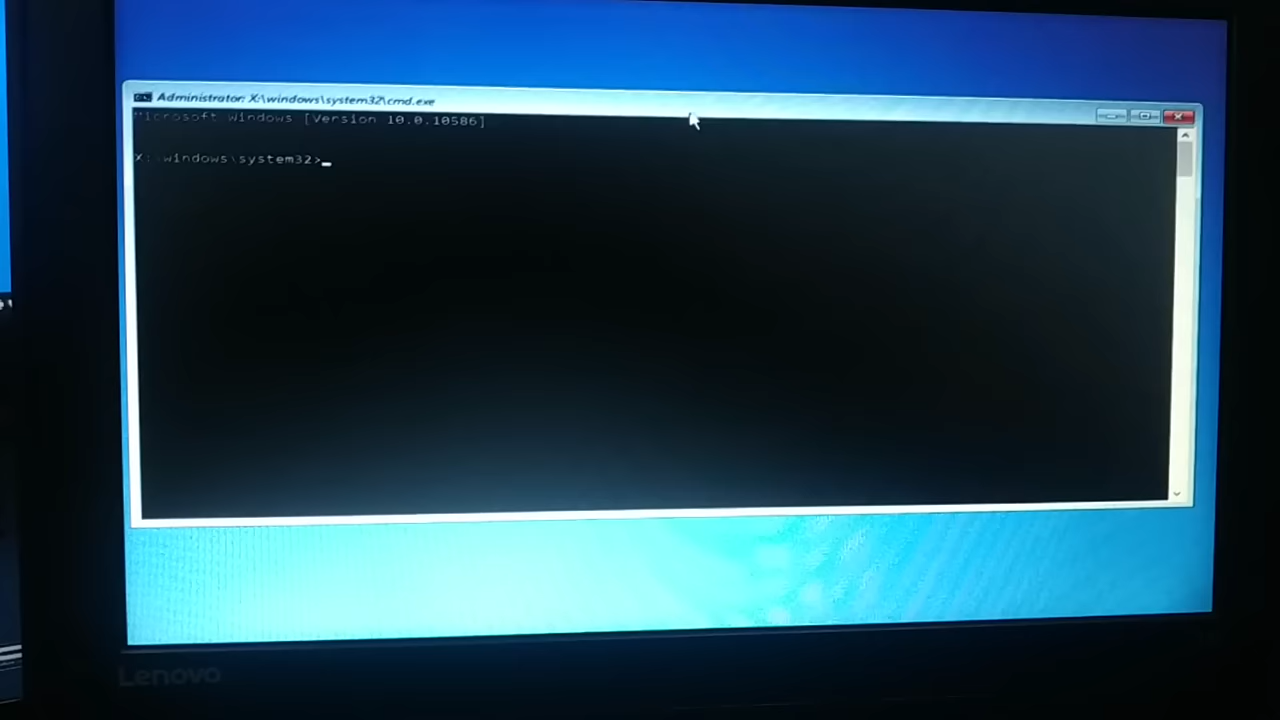 Administrator: X:\windows\system32\cmd.exe
Microsoft Windows [Version 10.0.10586]
X:\windows\system32>
Lenovo